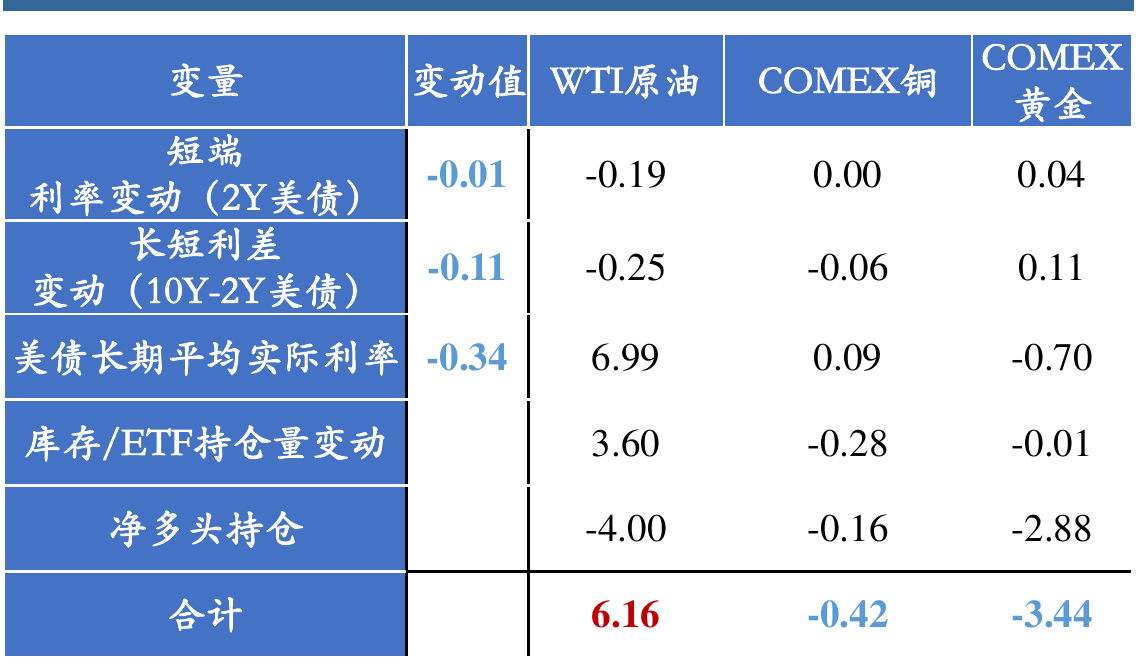 变量 变动值 WTI原油 COMEX铜 COMEX
黄金
短端
利率变动（2Y美债） -0.01 -0.19 0.00 0.04
长短利差
变动（10Y-2Y美债） -0.11 -0.25 -0.06 0.11
美债长期平均实际利率 -0.34 6.99 0.09 -0.70
库存/ETF持仓量变动 3.60 -0.28 -0.01
净多头持仓 -4.00 -0.16 -2.88
合计 6.16 -0.42 -3.44